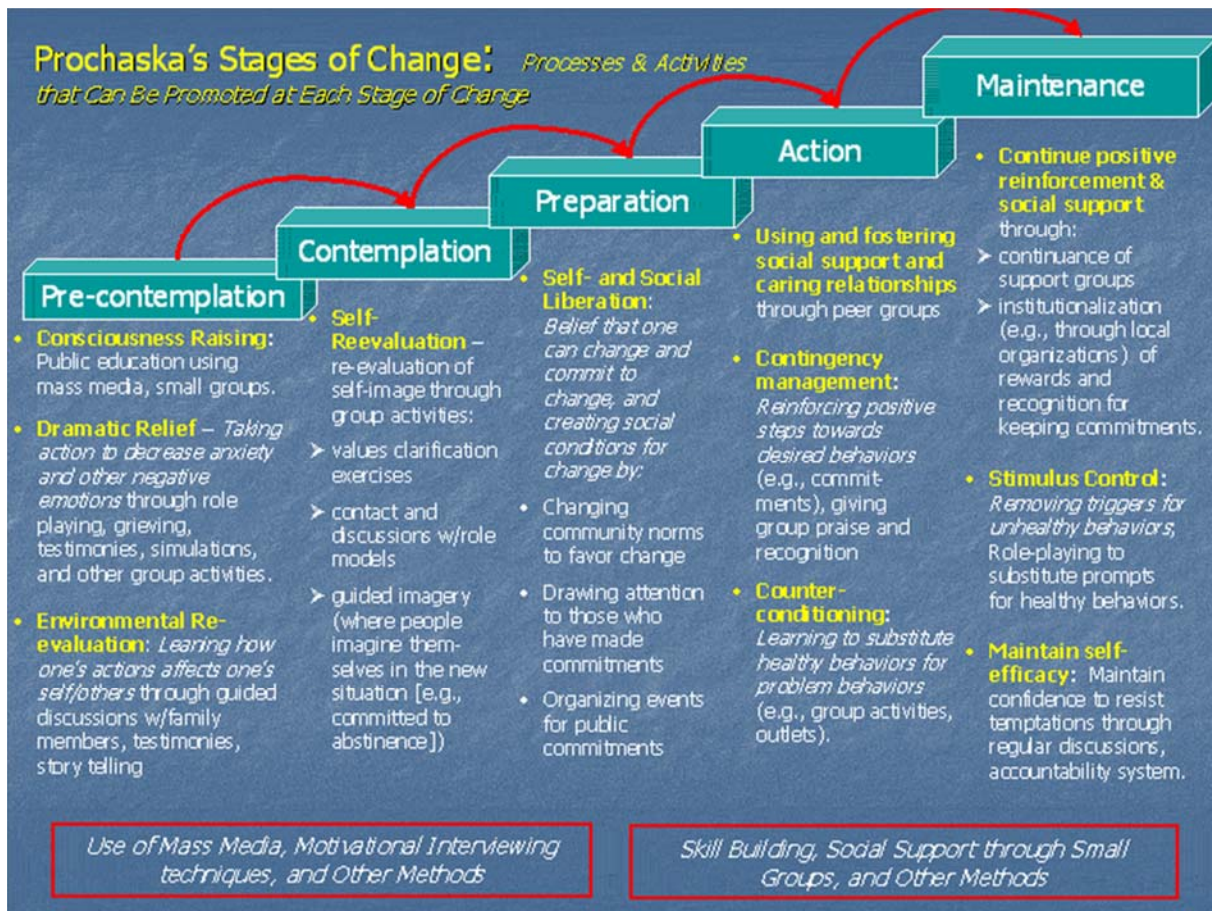 Prochaska's Stages of Change: Processes & Activities
that Can Be Promoted at Each Stage of Change
Pre-contemplation
• Consciousness Raising:
Public education using
mass media, small groups.
• Dramatic Relief – Taking
action to decrease anxiety
and other negative
emotions through role
playing, grieving,
testimonies, simulations,
and other group activities.
• Environmental Re-
evaluation: Learing how
one's actions affects one's
self/others through guided
discussions w/family
members, testimonies,
story telling
Contemplation
• Self-
Reevaluation –
re-evaluation of
self-image through
group activities:
➢ values clarification
exercises
➢ contact and
discussions w/role
models
➢ guided imagery
(where people
imagine them-
selves in the new
situation [e.g.,
committed to
abstinence])
Preparation
• Self- and Social
Liberation:
Belief that one
can change and
commit to
change, and
creating social
conditions for
change by:
• Changing
community norms
to favor change
• Drawing attention
to those who
have made
commitments
• Organizing events
for public
commitments
Action
• Using and fostering
social support and
caring relationships
through peer groups
• Contingency
management:
Reinforcing positive
steps towards
desired behaviors
(e.g., commit-
ments), giving
group praise and
recognition
• Counter-
conditioning:
Learning to substitute
healthy behaviors for
problem behaviors
(e.g., group activities,
outlets).
Maintenance
• Continue positive
reinforcement &
social support
through:
➢ continuance of
support groups
➢ institutionalization
(e.g., through local
organizations) of
rewards and
recognition for
keeping commitments.
• Stimulus Control:
Removing triggers for
unhealthy behaviors,
Role-playing to
substitute prompts
for healthy behaviors.
• Maintain self-
efficacy: Maintain
confidence to resist
temptations through
regular discussions,
accountability system.
Use of Mass Media, Motivational Interviewing
techniques, and Other Methods
Skill Building, Social Support through Small
Groups, and Other Methods